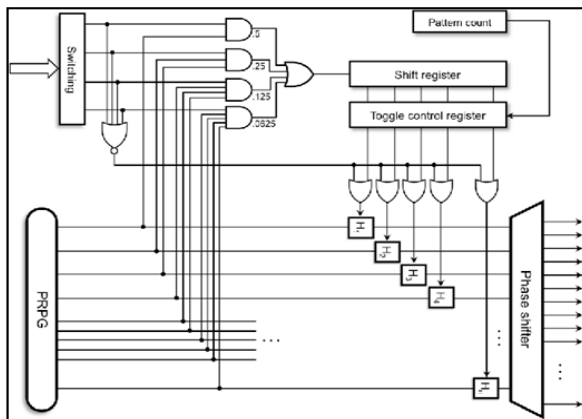 Switching
.5
.25
.125
.0625
Pattern count
Shift register
Toggle control register
PRPG
H1
H2
H3
H4
Phase shifter
...
...
...